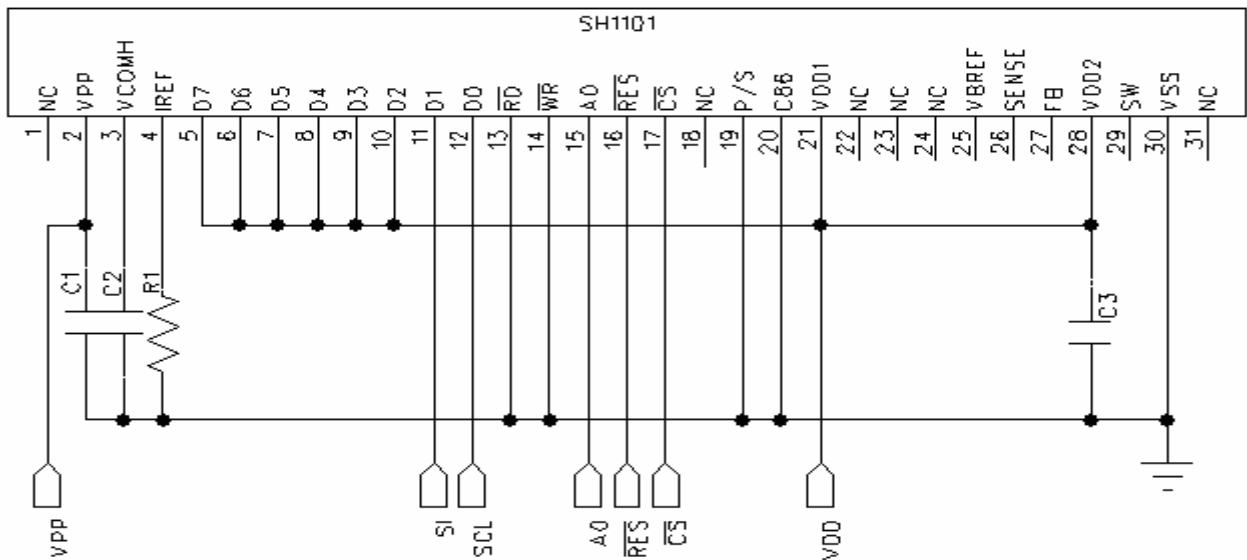 SH1101
NC
VPP
VCOMH
IREF
D7
D6
D5
D4
D3
D2
D1
D0
RD
WR
A0
RES
CS
NC
P/S
C86
VDD1
NC
NC
NC
VBREF
SENSE
FB
VDD2
SW
VSS
NC
1
2
3
4
5
6
7
8
9
10
11
12
13
14
15
16
17
18
19
20
21
22
23
24
25
26
27
28
29
30
31
C1
C2
R1
C3
VPP
SI
SCL
A0
RES
CS
VDD